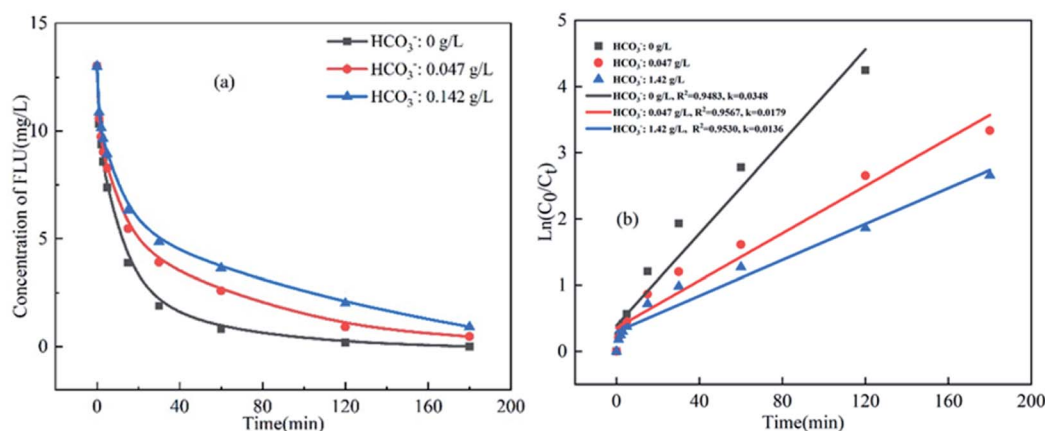 15
10
5
0
Concentration of FLU(mg/L)
(a)
HCO₃⁻: 0 g/L
HCO₃⁻: 0.047 g/L
HCO₃⁻: 0.142 g/L
0 40 80 120 160 200
Time(min)
5
4
3
2
1
0
Ln(C₀/Cₜ)
HCO₃⁻: 0 g/L
HCO₃⁻: 0.047 g/L
HCO₃⁻: 1.42 g/L
HCO₃⁻: 0 g/L, R²=0.9483, k=0.0348
HCO₃⁻: 0.047 g/L, R²=0.9567, k=0.0179
HCO₃⁻: 1.42 g/L, R²=0.9530, k=0.0136
(b)
0 40 80 120 160 200
Time(min)